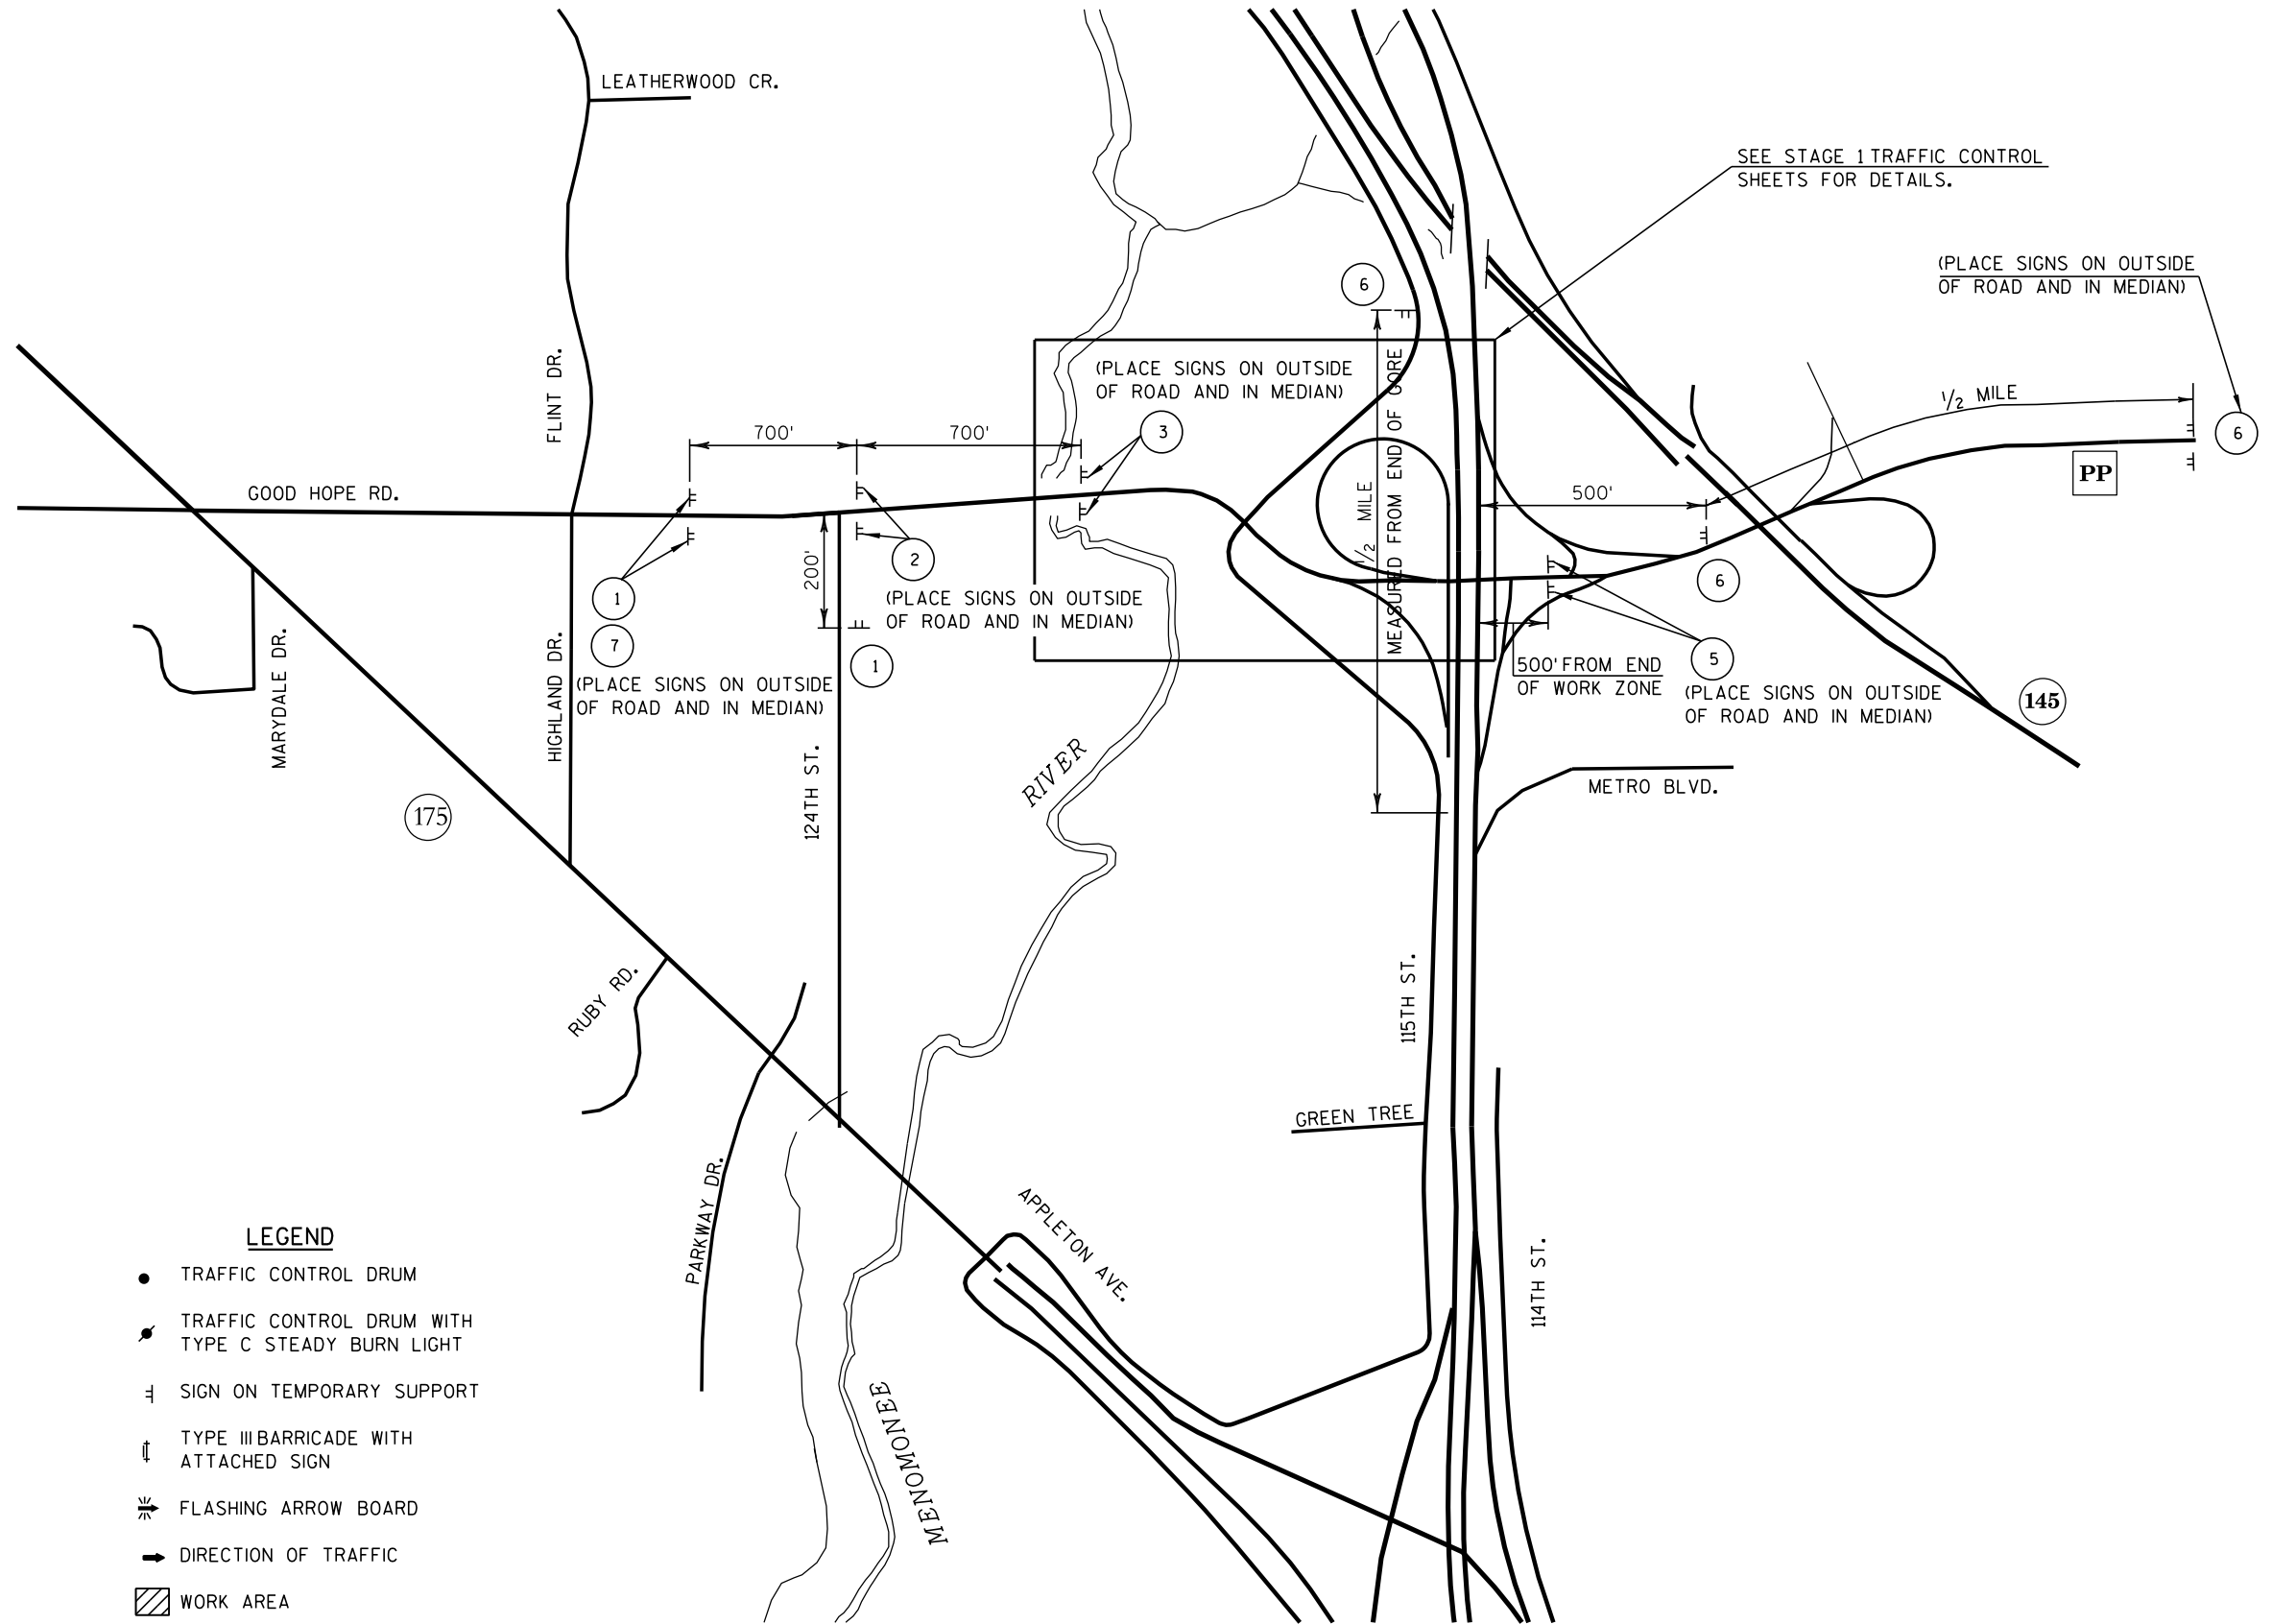 LEATHERWOOD CR.
SEE STAGE 1 TRAFFIC CONTROL
SHEETS FOR DETAILS.
(PLACE SIGNS ON OUTSIDE
OF ROAD AND IN MEDIAN)
6
6
FLINT DR.
(PLACE SIGNS ON OUTSIDE
OF ROAD AND IN MEDIAN)
3
1/2 MILE
MEASURED FROM END OF GORE
1/2 MILE
700'
700'
GOOD HOPE RD.
500'
PP
200'
2
1
7
(PLACE SIGNS ON OUTSIDE
OF ROAD AND IN MEDIAN)
6
1
5
500' FROM END
OF WORK ZONE
(PLACE SIGNS ON OUTSIDE
OF ROAD AND IN MEDIAN)
(PLACE SIGNS ON OUTSIDE
OF ROAD AND IN MEDIAN)
145
MARYDALE DR.
HIGHLAND DR.
124TH ST.
RIVER
METRO BLVD.
175
RUBY RD.
115TH ST.
GREEN TREE
PARKWAY DR.
APPLETON AVE.
114TH ST.
MENOMONEE
LEGEND
TRAFFIC CONTROL DRUM
TRAFFIC CONTROL DRUM WITH
TYPE C STEADY BURN LIGHT
SIGN ON TEMPORARY SUPPORT
TYPE III BARRICADE WITH
ATTACHED SIGN
FLASHING ARROW BOARD
DIRECTION OF TRAFFIC
WORK AREA